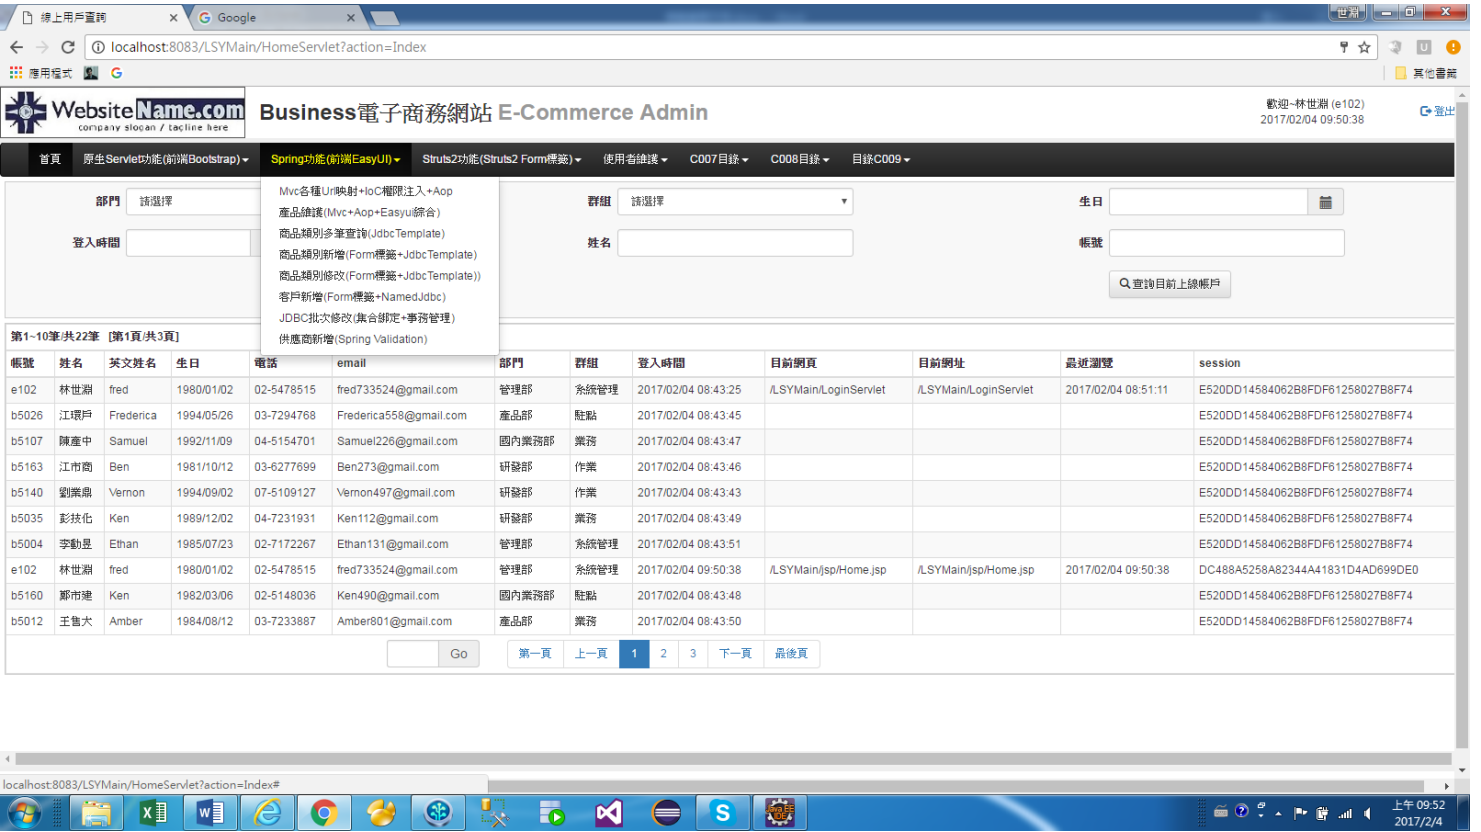 線上用戶查詢
Google
世淵
localhost:8083/LSYMain/HomeServlet?action=Index
應用程式
其他書籤
WebsiteName.com
company slogan / tagline here
Business電子商務網站 E-Commerce Admin
歡迎~林世淵 (e102)
2017/02/04 09:50:38
登出
首頁 原生Servlet功能(前端Bootstrap) Spring功能(前端EasyUI) Struts2功能(Struts2 Form標籤) 使用者維護 C007目錄 C008目錄 目錄C009
部門 請選擇
群組 請選擇
生日
登入時間
姓名
帳號
查詢目前上線帳戶
Mvc各種Url映射+IoC權限注入+Aop
產品維護(Mvc+Aop+Easyui綜合)
商品類別多筆查詢(JdbcTemplate)
商品類別新增(Form標籤+JdbcTemplate)
商品類別修改(Form標籤+JdbcTemplate))
客戶新增(Form標籤+NamedJdbc)
JDBC批次修改(集合綁定+事務管理)
供應商新增(Spring Validation)
第1~10筆/共22筆 [第1頁/共3頁]
帳號 姓名 英文姓名 生日 電話 email 部門 群組 登入時間 目前網頁 目前網址 最近瀏覽 session
e102 林世淵 fred 1980/01/02 02-5478515 fred733524@gmail.com 管理部 系統管理 2017/02/04 08:43:25 /LSYMain/LoginServlet /LSYMain/LoginServlet 2017/02/04 08:51:11 E520DD14584062B8FDF61258027B8F74
b5026 江環戶 Frederica 1994/05/26 03-7294768 Frederica558@gmail.com 產品部 駐點 2017/02/04 08:43:45 E520DD14584062B8FDF61258027B8F74
b5107 陳產中 Samuel 1992/11/09 04-5154701 Samuel226@gmail.com 國內業務部 業務 2017/02/04 08:43:47 E520DD14584062B8FDF61258027B8F74
b5163 江市商 Ben 1981/10/12 03-6277699 Ben273@gmail.com 研發部 作業 2017/02/04 08:43:46 E520DD14584062B8FDF61258027B8F74
b5140 劉業鼎 Vernon 1994/09/02 07-5109127 Vernon497@gmail.com 研發部 作業 2017/02/04 08:43:43 E520DD14584062B8FDF61258027B8F74
b5035 彭技化 Ken 1989/12/02 04-7231931 Ken112@gmail.com 研發部 業務 2017/02/04 08:43:49 E520DD14584062B8FDF61258027B8F74
b5004 李動昱 Ethan 1985/07/23 02-7172267 Ethan131@gmail.com 管理部 系統管理 2017/02/04 08:43:51 E520DD14584062B8FDF61258027B8F74
e102 林世淵 fred 1980/01/02 02-5478515 fred733524@gmail.com 管理部 系統管理 2017/02/04 09:50:38 /LSYMain/jsp/Home.jsp /LSYMain/jsp/Home.jsp 2017/02/04 09:50:38 DC488A5258A82344A41831D4AD699DE0
b5160 鄭市建 Ken 1982/03/06 02-5148036 Ken490@gmail.com 國內業務部 駐點 2017/02/04 08:43:48 E520DD14584062B8FDF61258027B8F74
b5012 王售大 Amber 1984/08/12 03-7233887 Amber801@gmail.com 產品部 業務 2017/02/04 08:43:50 E520DD14584062B8FDF61258027B8F74
Go 第一頁 上一頁 1 2 3 下一頁 最後頁
localhost:8083/LSYMain/HomeServlet?action=Index#
上午 09:52
2017/2/4